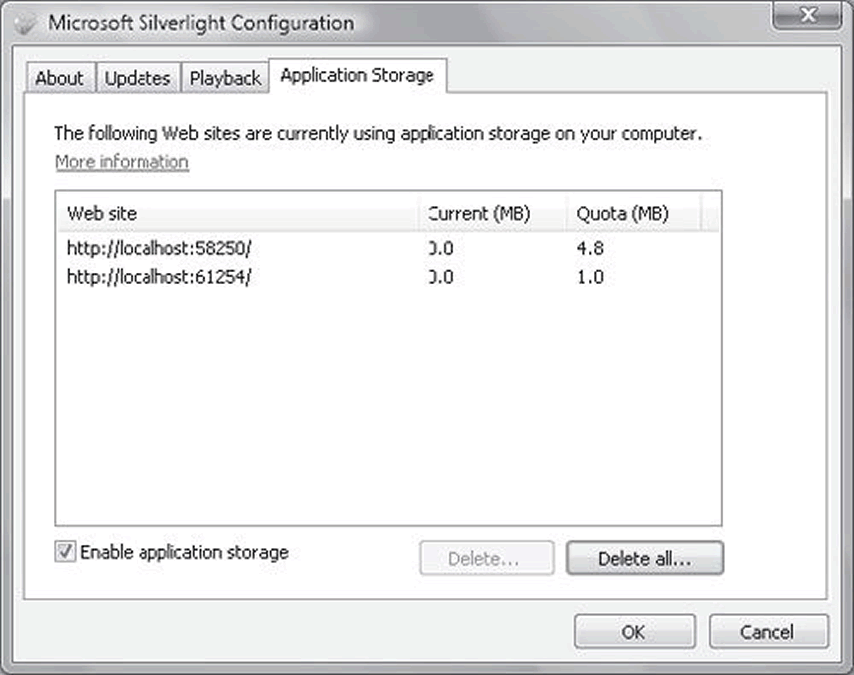 Microsoft Silverlight Configuration
About Updates Playback Application Storage
The following Web sites are currently using application storage on your computer.
More information
Web site Current (MB) Quota (MB)
http://localhost:58250/ 0.0 4.8
http://localhost:61254/ 0.0 1.0
Enable application storage Delete... Delete all...
OK Cancel